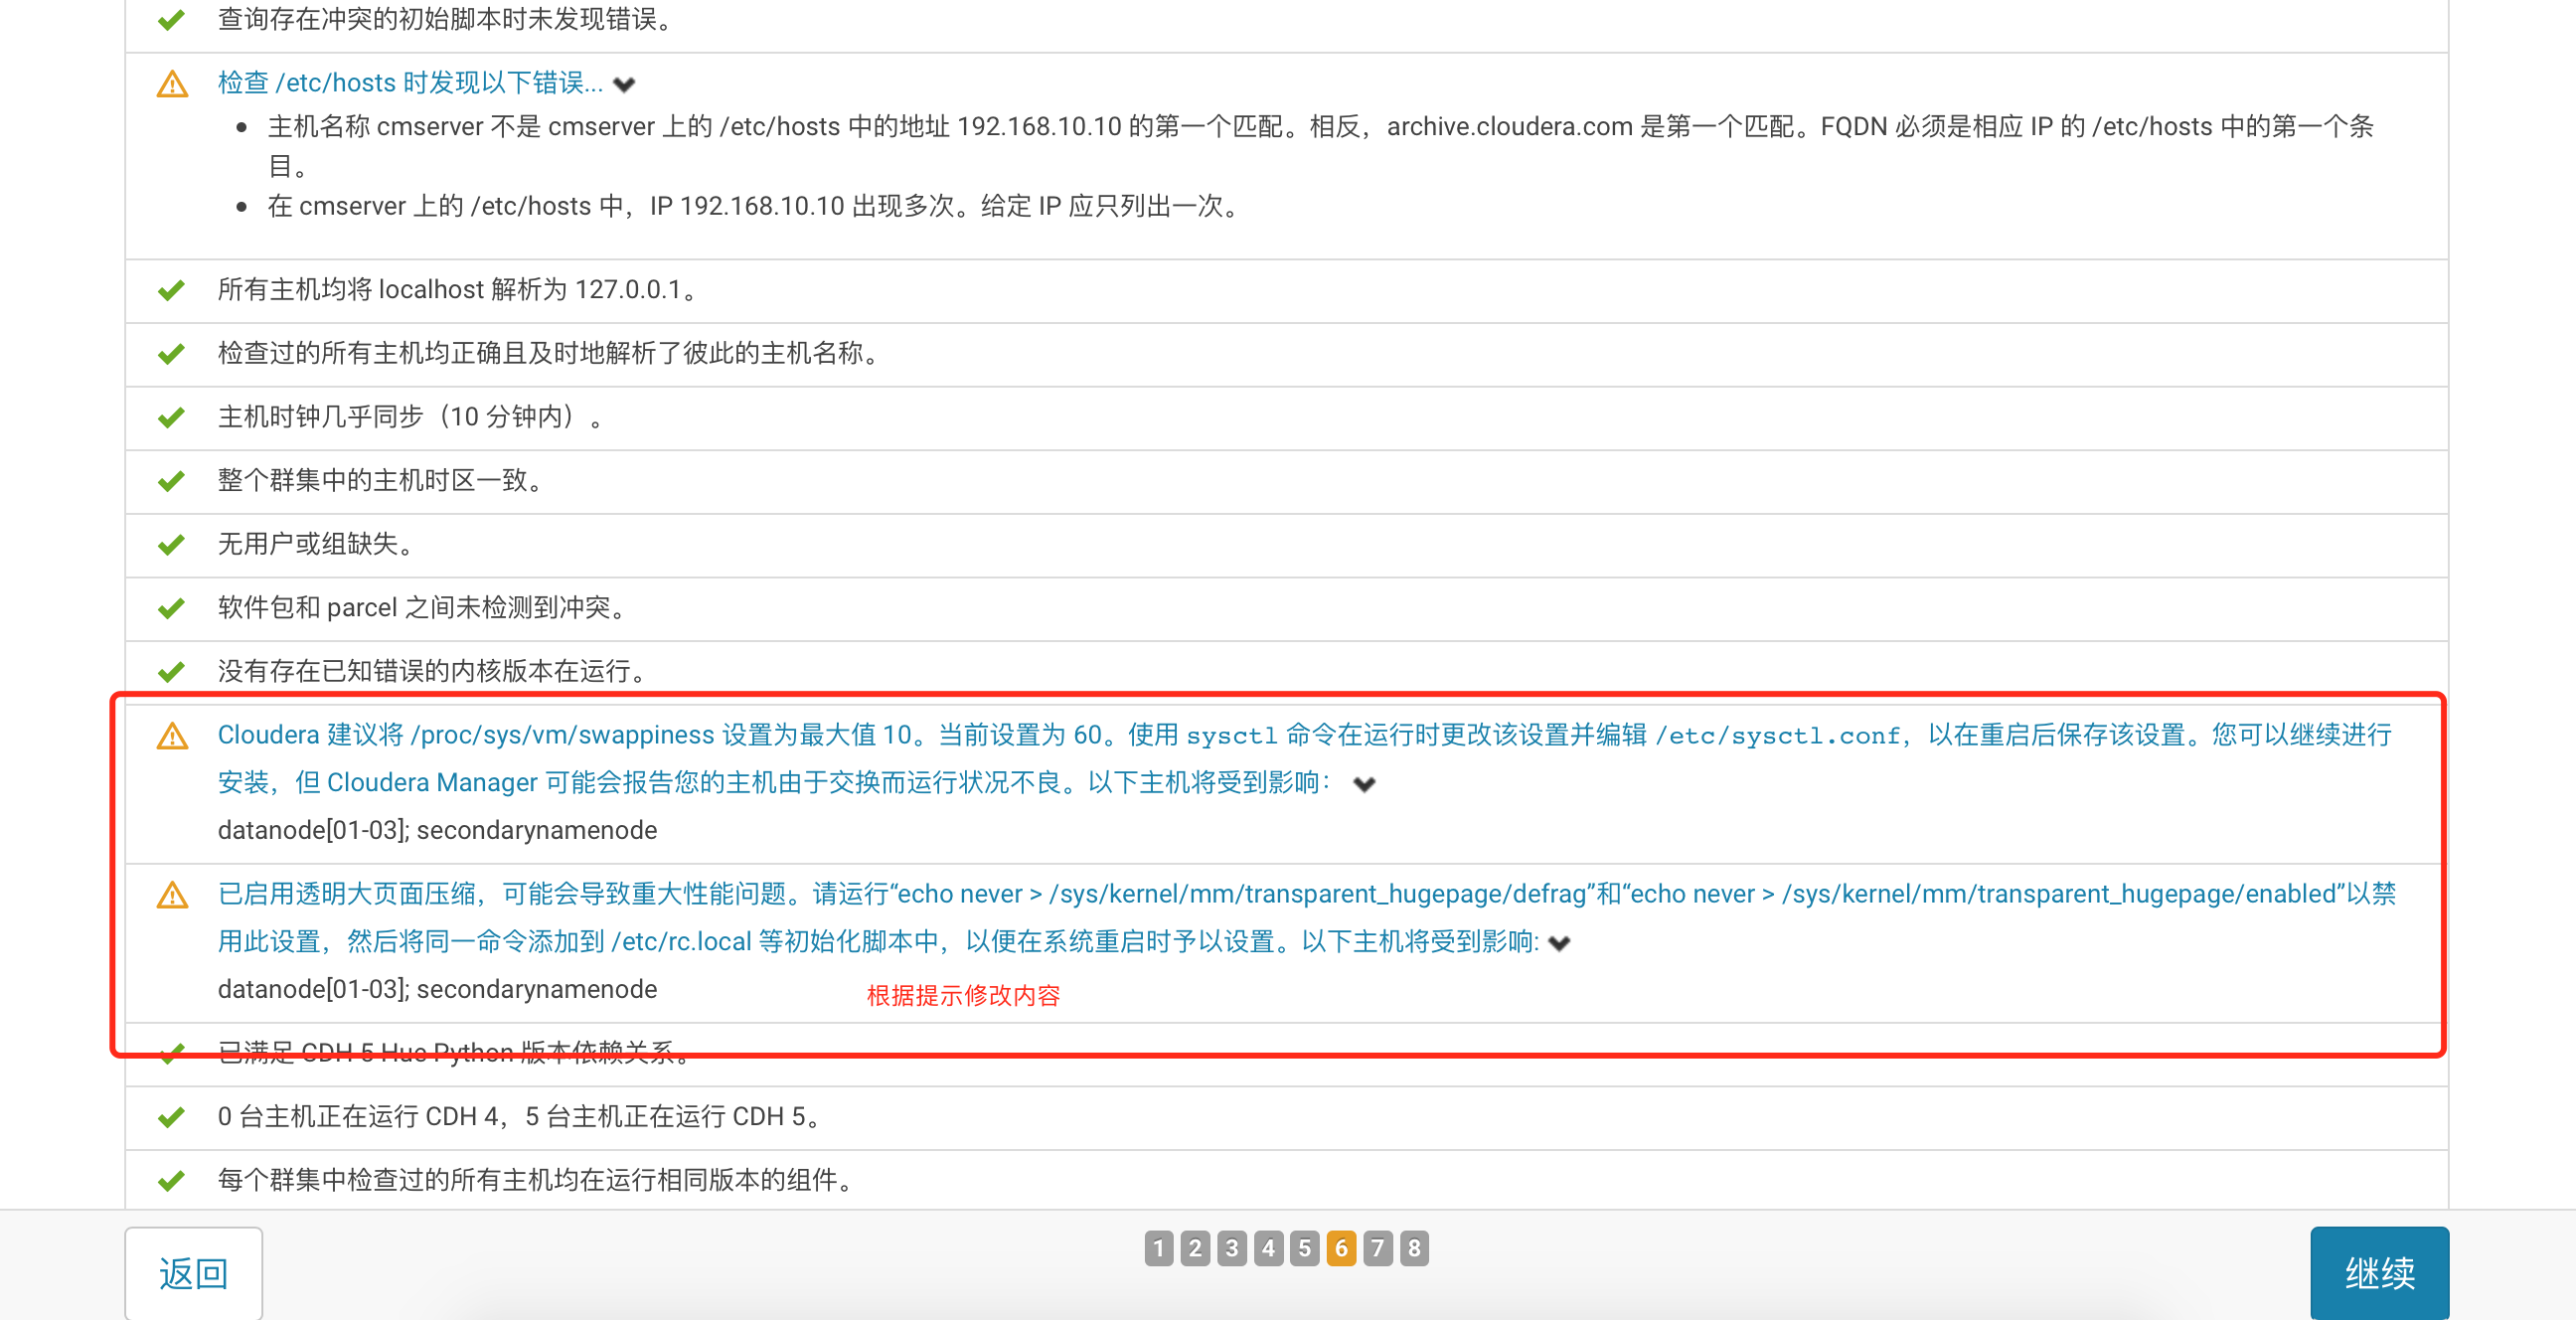 查询存在冲突的初始脚本时未发现错误。
检查 /etc/hosts 时发现以下错误...
主机名称 cmserver 不是 cmserver 上的 /etc/hosts 中的地址 192.168.10.10 的第一个匹配。相反，archive.cloudera.com 是第一个匹配。FQDN 必须是相应 IP 的 /etc/hosts 中的第一个条
目。
在 cmserver 上的 /etc/hosts 中，IP 192.168.10.10 出现多次。给定 IP 应只列出一次。
所有主机均将 localhost 解析为 127.0.0.1。
检查过的所有主机均正确且及时地解析了彼此的主机名称。
主机时钟几乎同步（10 分钟内）。
整个群集中的主机时区一致。
无用户或组缺失。
软件包和 parcel 之间未检测到冲突。
没有存在已知错误的内核版本在运行。
Cloudera 建议将 /proc/sys/vm/swappiness 设置为最大值 10。当前设置为 60。使用 sysctl 命令在运行时更改该设置并编辑 /etc/sysctl.conf，以在重启后保存该设置。您可以继续进行
安装，但 Cloudera Manager 可能会报告您的主机由于交换而运行状况不良。以下主机将受到影响：
datanode[01-03]; secondarynamenode
已启用透明大页面压缩，可能会导致重大性能问题。请运行“echo never > /sys/kernel/mm/transparent_hugepage/defrag”和“echo never > /sys/kernel/mm/transparent_hugepage/enabled”以禁
用此设置，然后将同一命令添加到 /etc/rc.local 等初始化脚本中，以便在系统重启时予以设置。以下主机将受到影响:
datanode[01-03]; secondarynamenode
根据提示修改内容
已满足 CDH 5 Hue Python 版本依赖关系。
0 台主机正在运行 CDH 4，5 台主机正在运行 CDH 5。
每个群集中检查过的所有主机均在运行相同版本的组件。
返回
1 2 3 4 5 6 7 8
继续